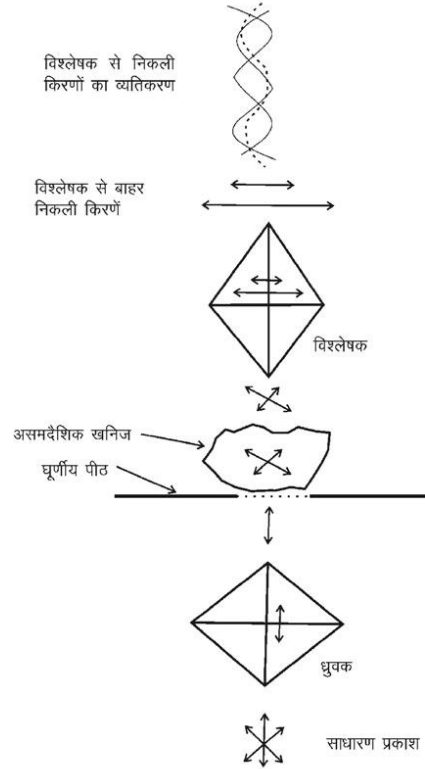 विश्लेषक से निकली
किरणों का व्यतिकरण
विश्लेषक से बाहर
निकली किरणें
विश्लेषक
असमदैशिक खनिज
घूर्णीय पीठ
ध्रुवक
साधारण प्रकाश